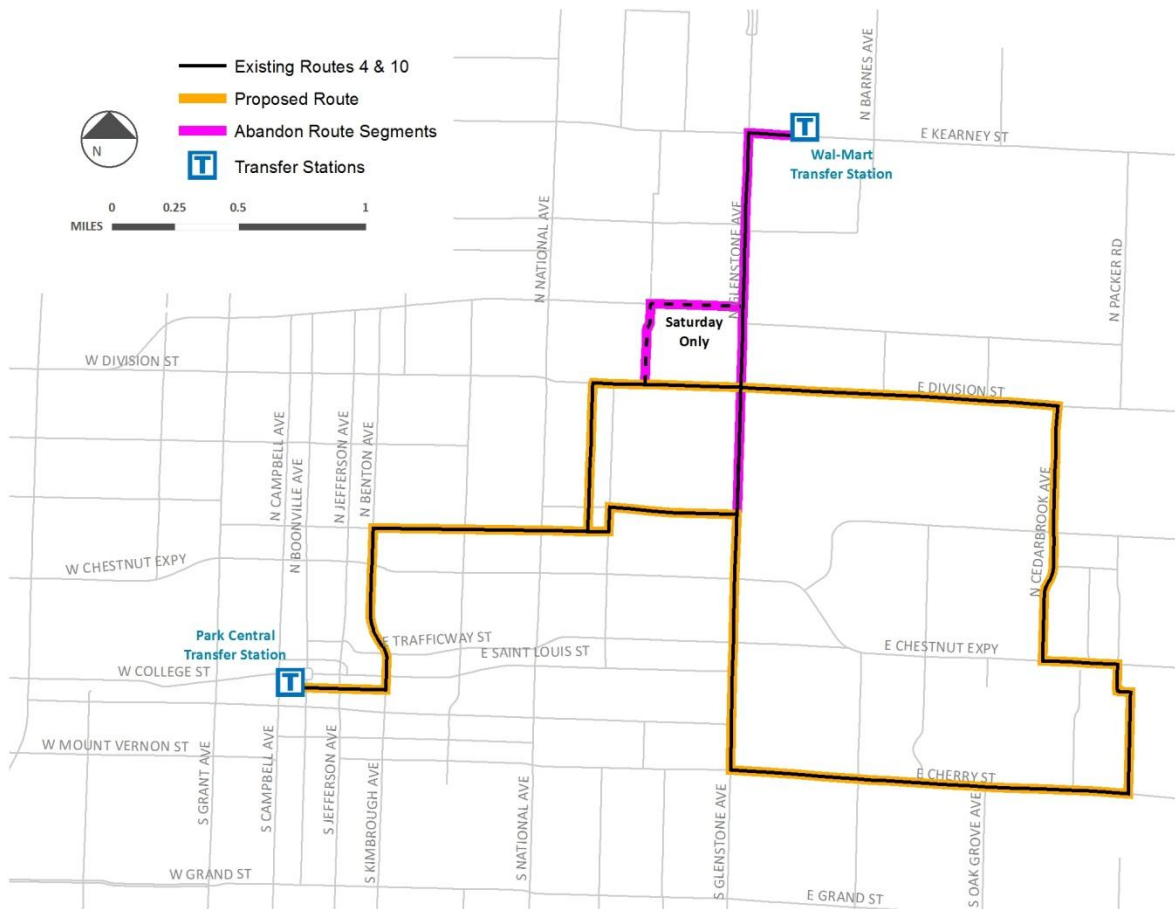 Existing Routes 4 & 10
Proposed Route
Abandon Route Segments
T
Transfer Stations
N
0 0.25 0.5 1
MILES
N BARNES AVE
T
E KEARNEY ST
Wal-Mart
Transfer Station
N NATIONAL AVE
N GLENSTONE AVE
N PACKER RD
Saturday
Only
W DIVISION ST
E DIVISION ST
N CAMPBELL AVE
N BOONVILLE AVE
N JEFFERSON AVE
N BENTON AVE
N CEDARBROOK AVE
W CHESTNUT EXPY
Park Central
Transfer Station
E TRAFFICWAY ST
E SAINT LOUIS ST
E CHESTNUT EXPY
W COLLEGE ST
T
W MOUNT VERNON ST
S GRANT AVE
S CAMPBELL AVE
S JEFFERSON AVE
S KIMBROUGH AVE
S NATIONAL AVE
S GLENSTONE AVE
E CHERRY ST
S OAK GROVE AVE
W GRAND ST
E GRAND ST